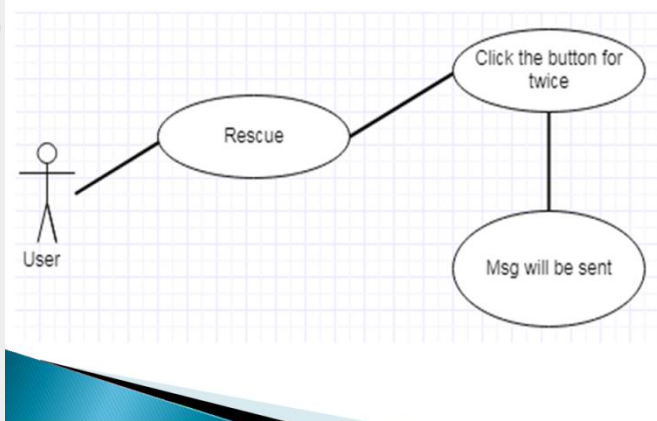 Click the button for
twice
Rescue
User
Msg will be sent